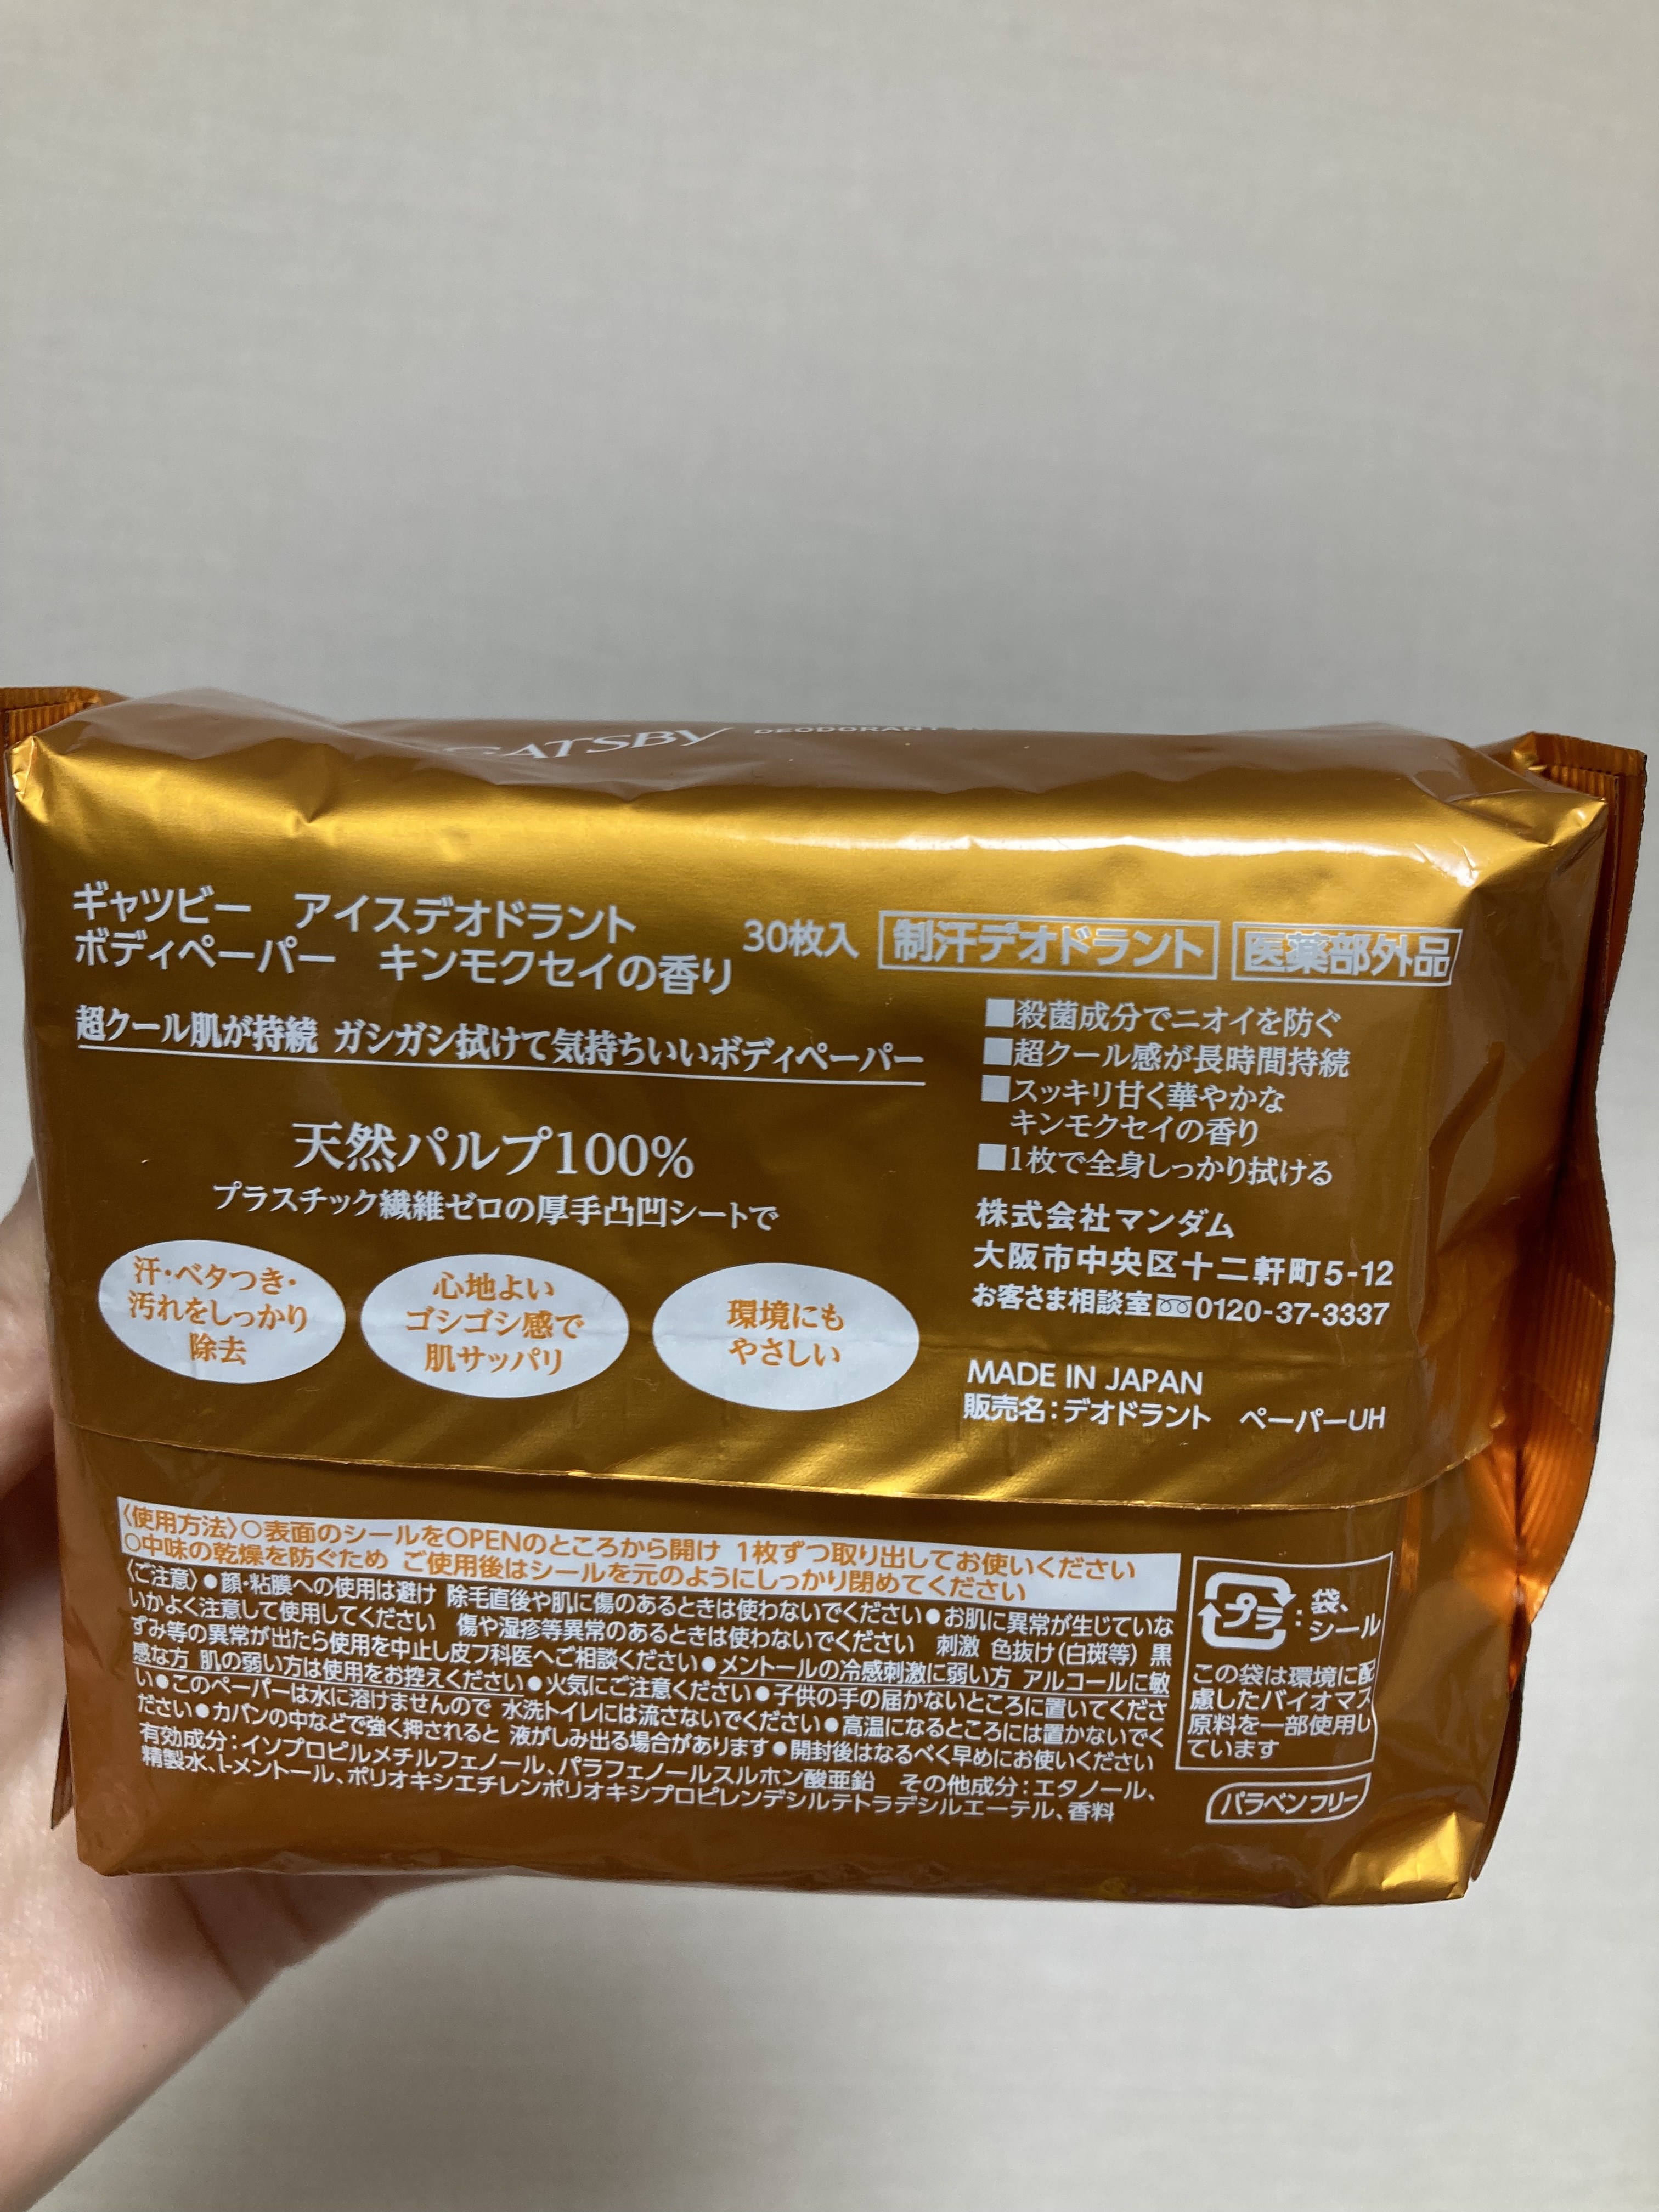 GATSBY DEODORANT
ギャツビー　アイスデオドラント
ボディペーパー　キンモクセイの香り
30枚入 制汗デオドラント 医薬部外品
超クール肌が持続 ガシガシ拭けて気持ちいいボディペーパー
天然パルプ100%
プラスチック繊維ゼロの厚手凸凹シートで
汗・ベタつき・
汚れをしっかり
除去
心地よい
ゴシゴシ感で
肌サッパリ
環境にも
やさしい
■殺菌成分でニオイを防ぐ
■超クール感が長時間持続
■スッキリ甘く華やかな
キンモクセイの香り
■1枚で全身しっかり拭ける
株式会社マンダム
大阪市中央区十二軒町5-12
お客さま相談室 0120-37-3337
MADE IN JAPAN
販売名：デオドラント　ペーパーUH
〈使用方法〉○表面のシールをOPENのところから開け 1枚ずつ取り出してお使いください
○中味の乾燥を防ぐため ご使用後はシールを元のようにしっかり閉めてください
〈ご注意〉●顔・粘膜への使用は避け 除毛直後や肌に傷のあるときは使わないでください●お肌に異常が生じていな
いかよく注意して使用してください 傷や湿疹等異常のあるときは使わないでください 刺激 色抜け(白斑等) 黒
ずみ等の異常が出たら使用を中止し皮フ科医へご相談ください●メントールの冷感刺激に弱い方 アルコールに敏
感な方 肌の弱い方は使用をお控えください●火気にご注意ください●子供の手の届かないところに置いてくださ
い●このペーパーは水に溶けませんので 水洗トイレには流さないでください●高温になるところには置かないでく
ださい●カバンの中などで強く押されると 液がしみ出る場合があります●開封後はなるべく早めにお使いください
有効成分：イソプロピルメチルフェノール、パラフェノールスルホン酸亜鉛 その他成分：エタノール、
精製水、l-メントール、ポリオキシエチレンポリオキシプロピレンデシルテトラデシルエーテル、香料
プラ：袋、
シール
この袋は環境に配
慮したバイオマス
原料を一部使用し
ています
パラベンフリー